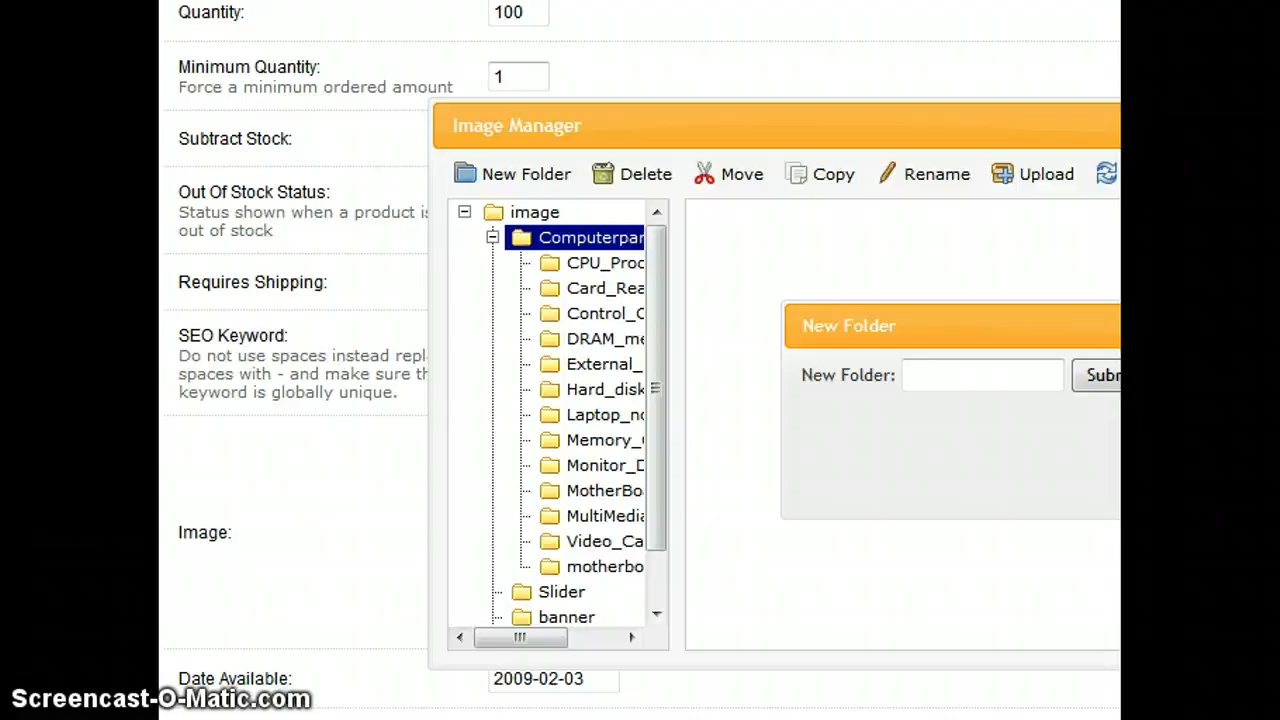 Quantity:
100
Minimum Quantity:
Force a minimum ordered amount
1
Subtract Stock:
Out Of Stock Status:
Status shown when a product is
out of stock
Requires Shipping:
SEO Keyword:
Do not use spaces instead repl
spaces with - and make sure th
keyword is globally unique.
Image:
Date Available:
2009-02-03
Image Manager
New Folder Delete Move Copy Rename Upload
image
Computerpar
CPU_Proc
Card_Rea
Control_C
DRAM_me
External_
Hard_disk
Laptop_no
Memory_
Monitor_D
MotherBoa
MultiMedia
Video_Ca
motherbo
Slider
banner
New Folder
New Folder:
Subm
Screencast-O-Matic.com